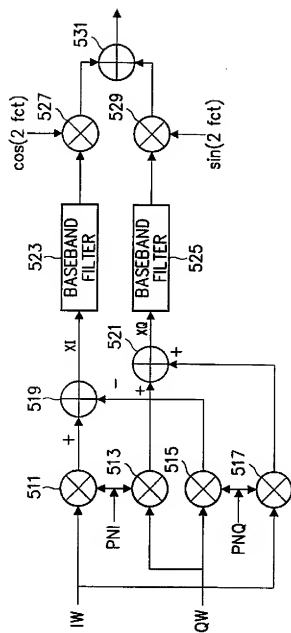 531
cos(2 fct)
527
529
sin(2 fct)
523
BASEBAND
FILTER
BASEBAND
FILTER
525
XI
XQ
519
521
+
-
+
+
511
513
515
517
PNI
PNQ
IW
QW